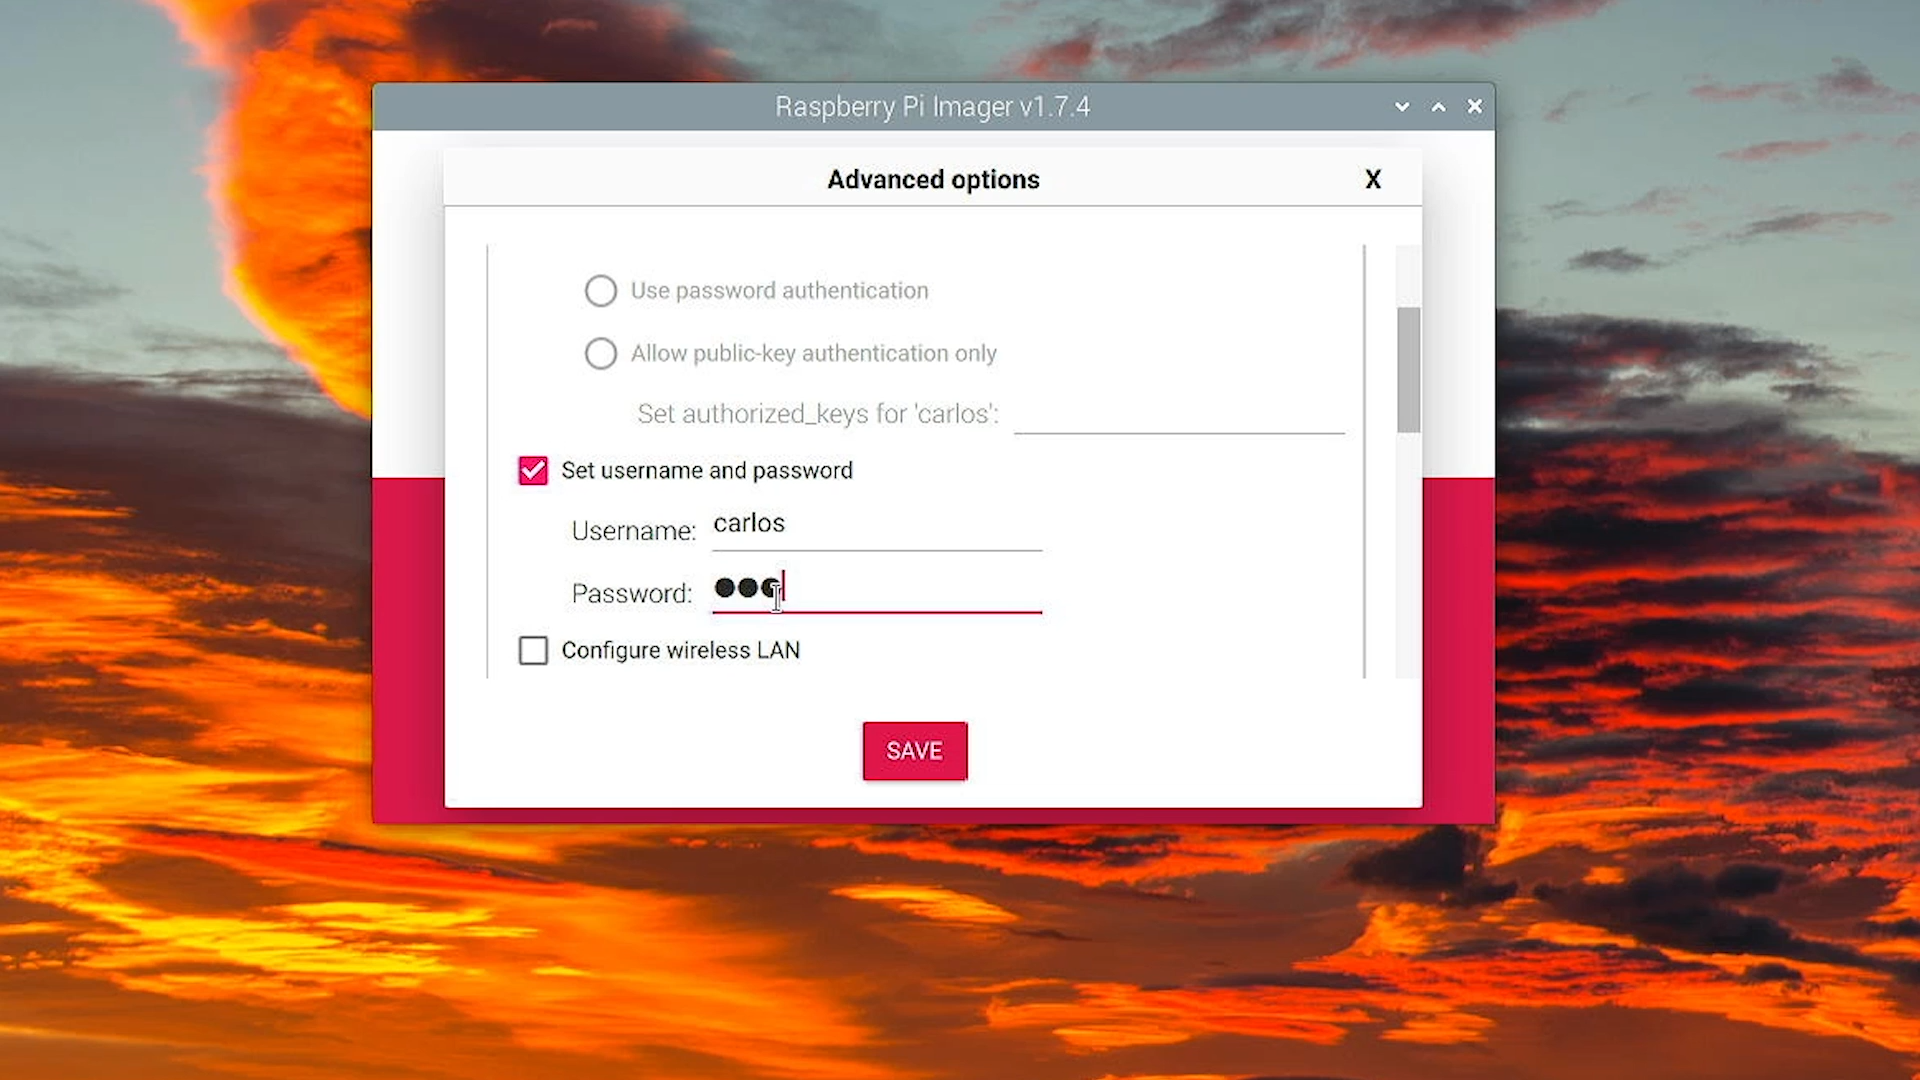 Raspberry Pi Imager v1.7.4
Advanced options
X
Use password authentication
Allow public-key authentication only
Set authorized_keys for 'carlos':
Set username and password
Username: carlos
Password: ●●●
Configure wireless LAN
SAVE